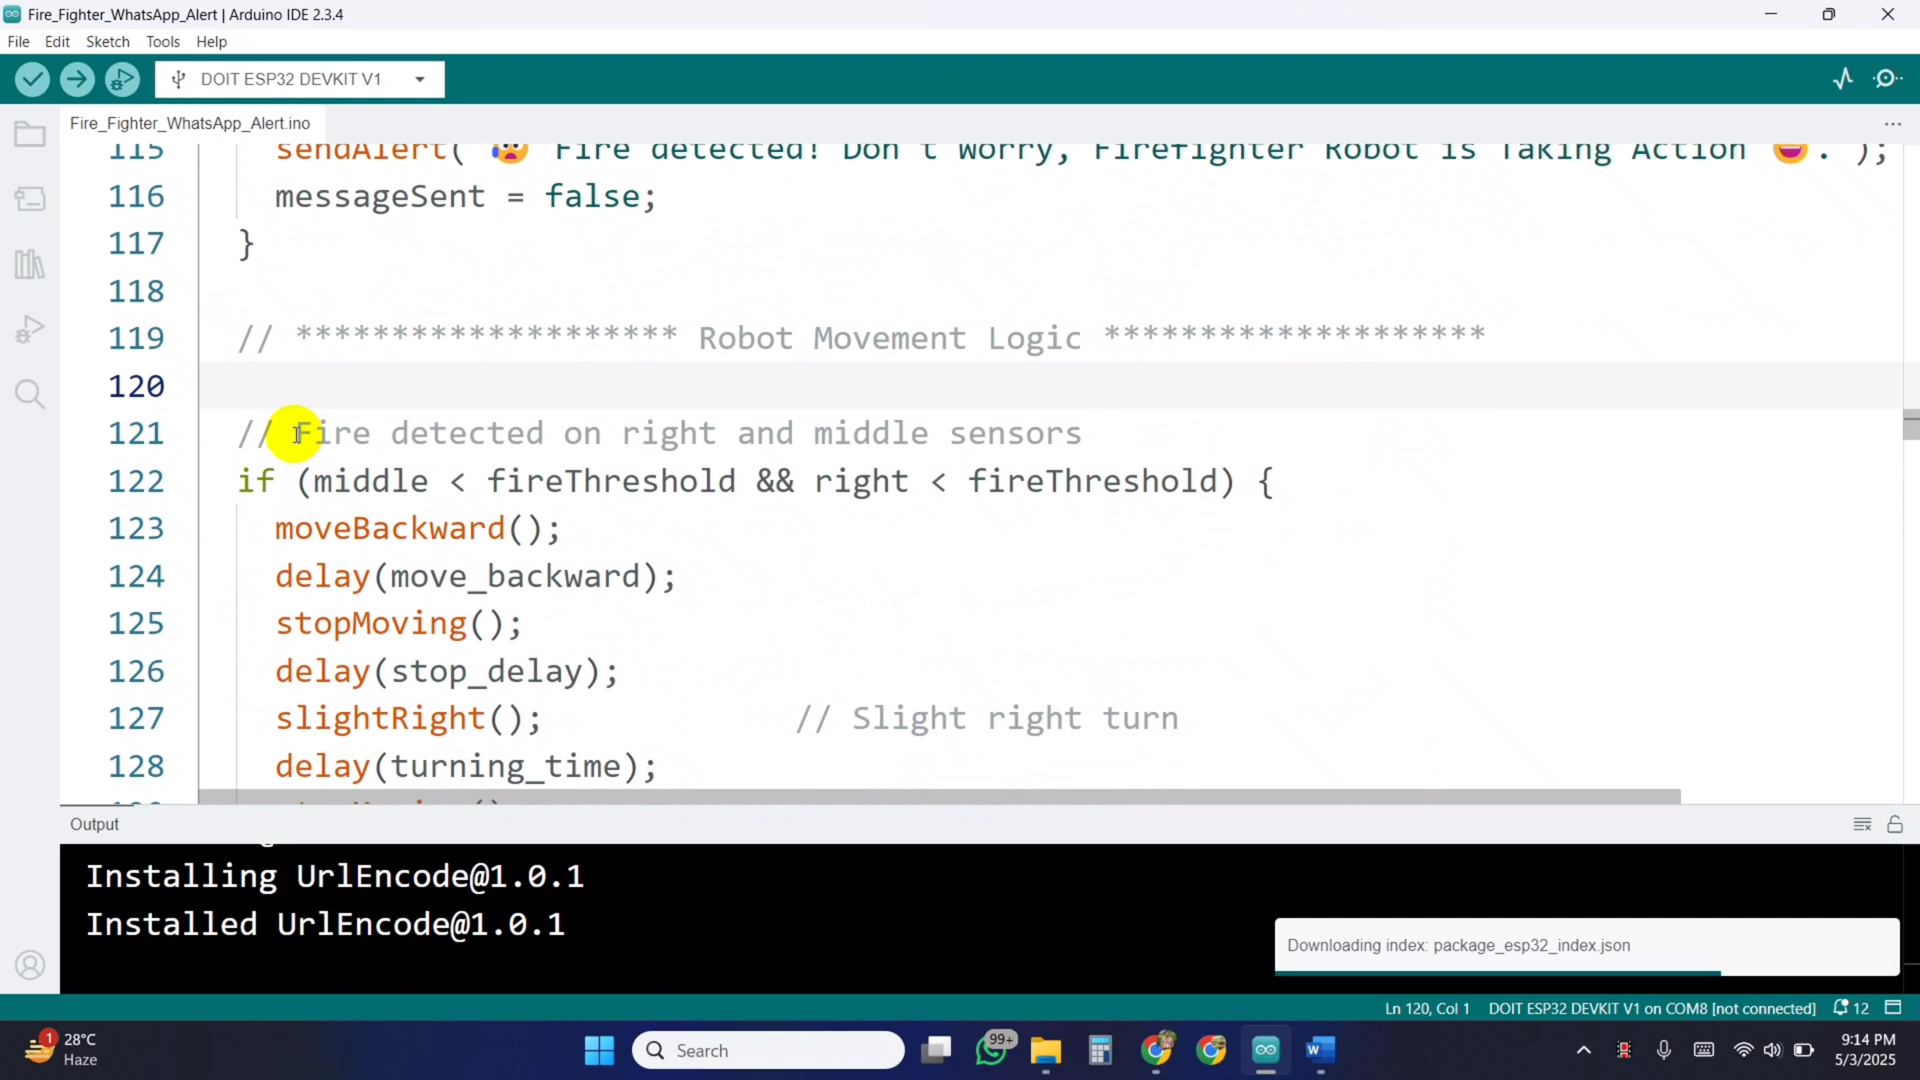 Fire_Fighter_WhatsApp_Alert | Arduino IDE 2.3.4
File Edit Sketch Tools Help
DOIT ESP32 DEVKIT V1
Fire_Fighter_WhatsApp_Alert.ino
115 sendAlert("😰 Fire detected! Don't Worry, Firefighter Robot is Taking Action 😄.");
116 messageSent = false;
117 }
118
119 // ******************** Robot Movement Logic ********************
120
121 // Fire detected on right and middle sensors
122 if (middle < fireThreshold && right < fireThreshold) {
123 moveBackward();
124 delay(move_backward);
125 stopMoving();
126 delay(stop_delay);
127 slightRight(); // Slight right turn
128 delay(turning_time);
Output
Installing UrlEncode@1.0.1
Installed UrlEncode@1.0.1
Downloading index: package_esp32_index.json
Ln 120, Col 1 DOIT ESP32 DEVKIT V1 on COM8 [not connected] 12
1
28°C
Haze
Search
99+
9:14 PM
5/3/2025